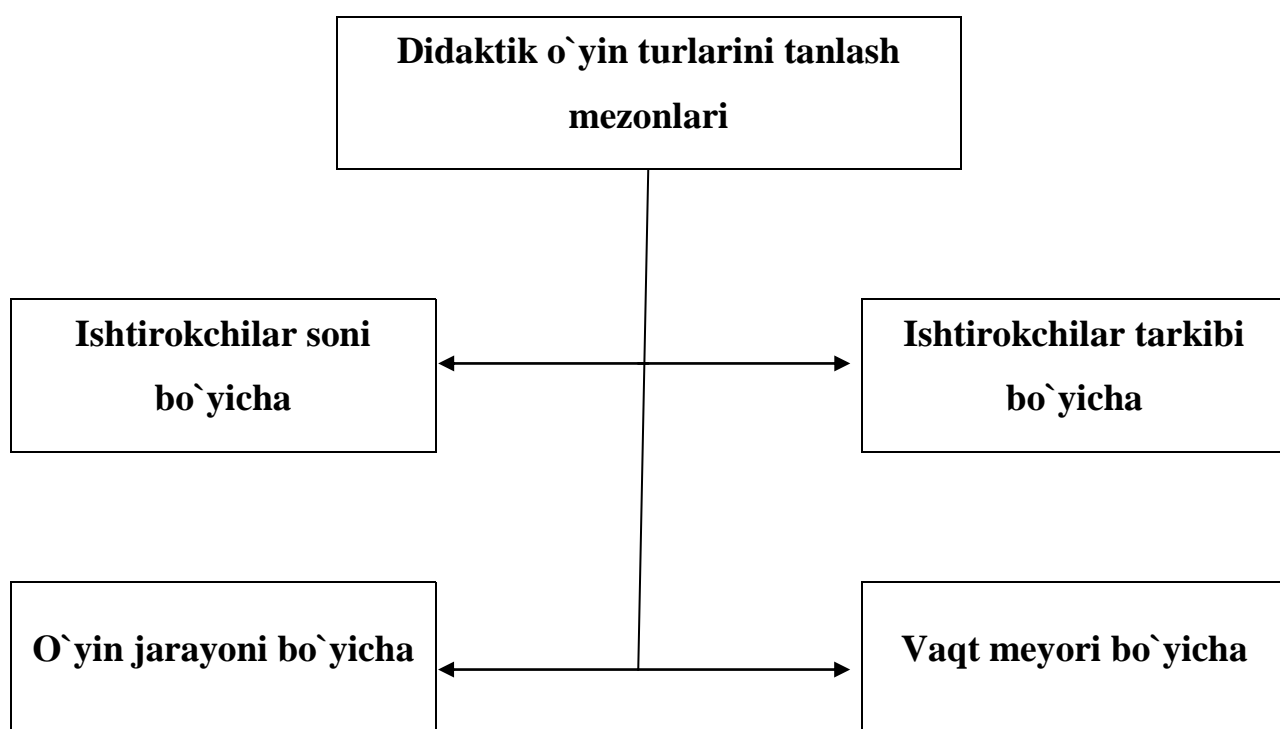 Didaktik o`yin turlarini tanlash
mezonlari
Ishtirokchilar soni
bo`yicha
Ishtirokchilar tarkibi
bo`yicha
O`yin jarayoni bo`yicha
Vaqt meyori bo`yicha